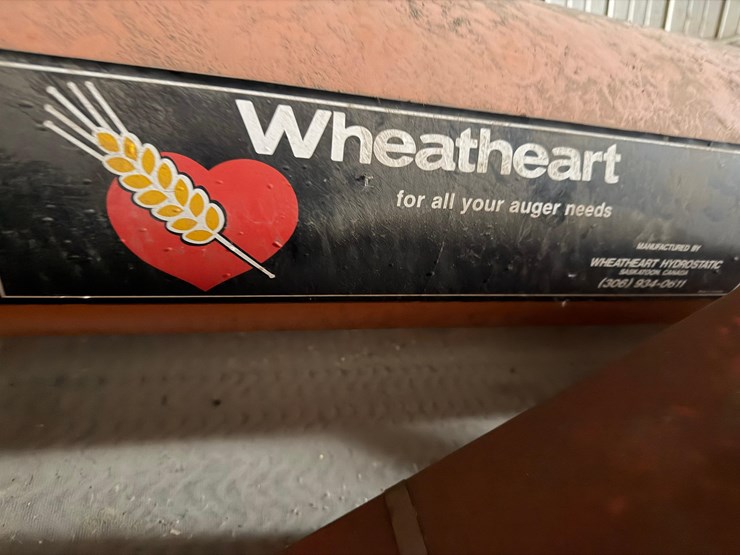 Wheatheart
for all your auger needs
MANUFACTURED BY
WHEATHEART HYDROSTATIC
SASKATOON, CANADA
(306) 934-0611